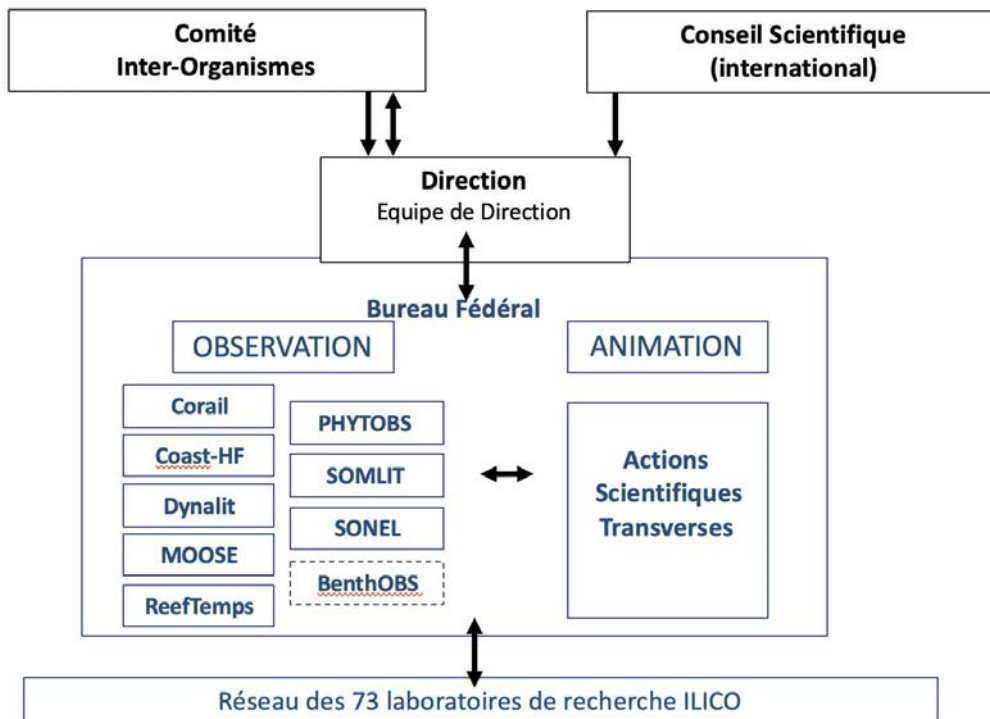 Comité
Inter-Organismes
Conseil Scientifique
(international)
Direction
Equipe de Direction
Bureau Fédéral
OBSERVATION
ANIMATION
Corail
Coast-HF
Dynalit
MOOSE
ReefTemps
PHYTOBS
SOMLIT
SONEL
BenthOBS
Actions
Scientifiques
Transverses
Réseau des 73 laboratoires de recherche ILICO